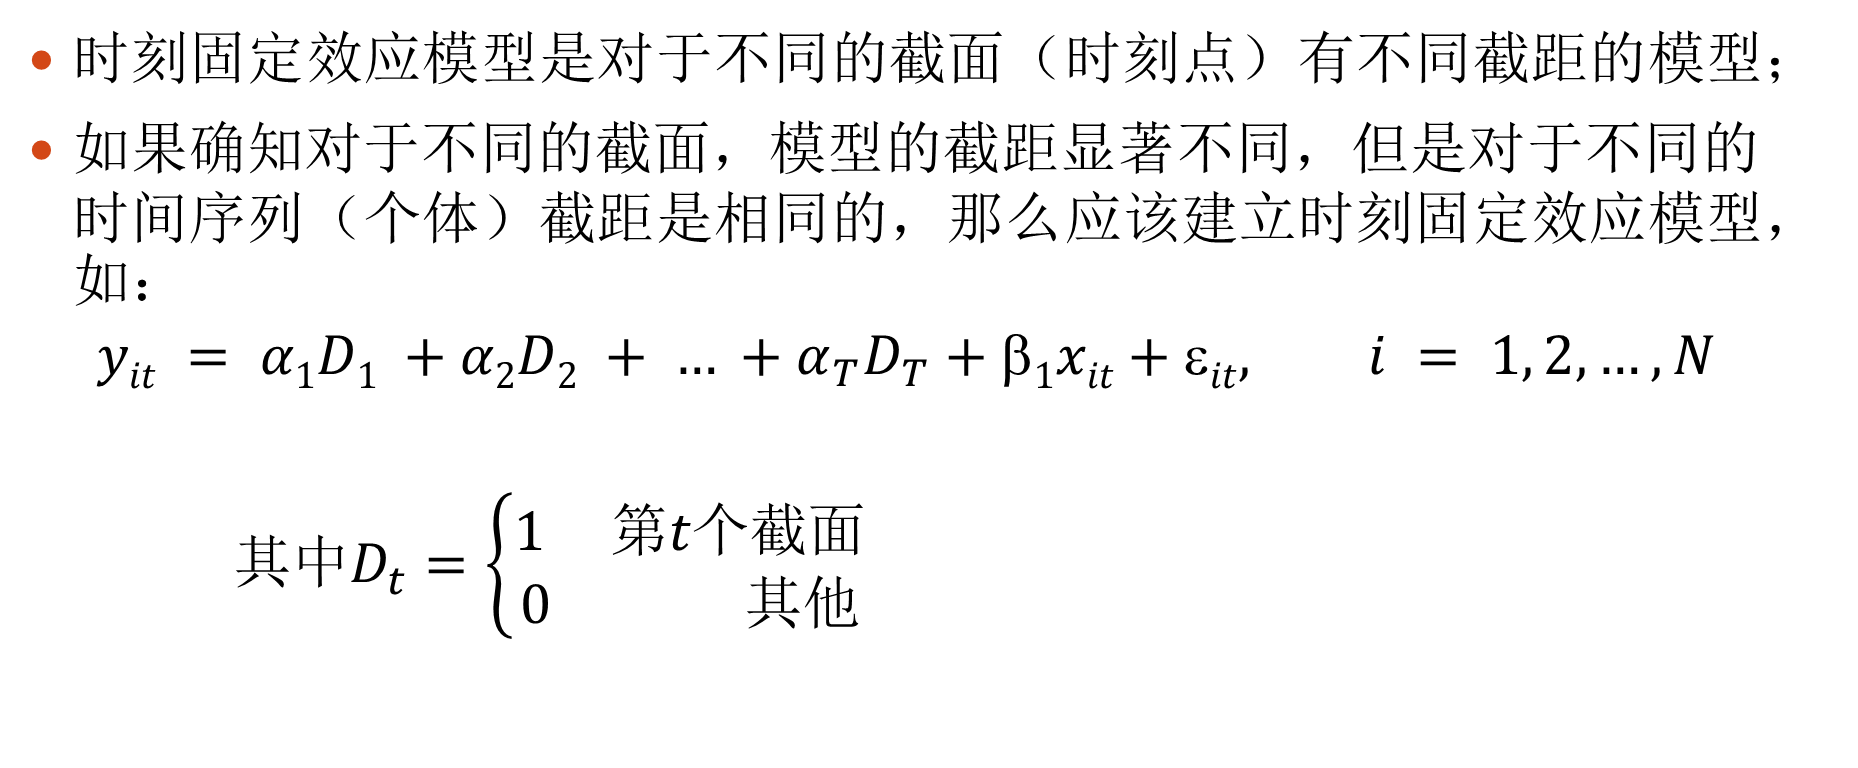 • 时刻固定效应模型是对于不同的截面（时刻点）有不同截距的模型；
• 如果确知对于不同的截面，模型的截距显著不同，但是对于不同的
时间序列（个体）截距是相同的，那么应该建立时刻固定效应模型，
如：
y_{it} = α_1D_1 + α_2D_2 + … + α_TD_T + β_1x_{it} + ε_{it},  i = 1,2,…,N
其中D_t = {1 第t个截面
0 其他